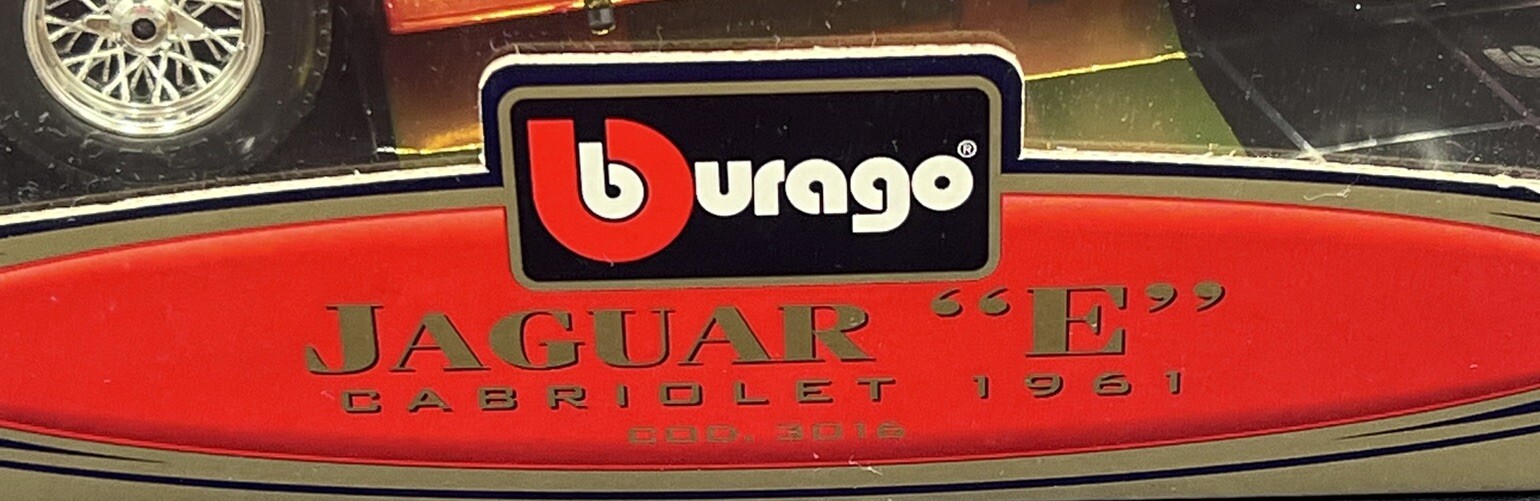 burago®
JAGUAR “E”
CABRIOLET 1961
COD. 3016